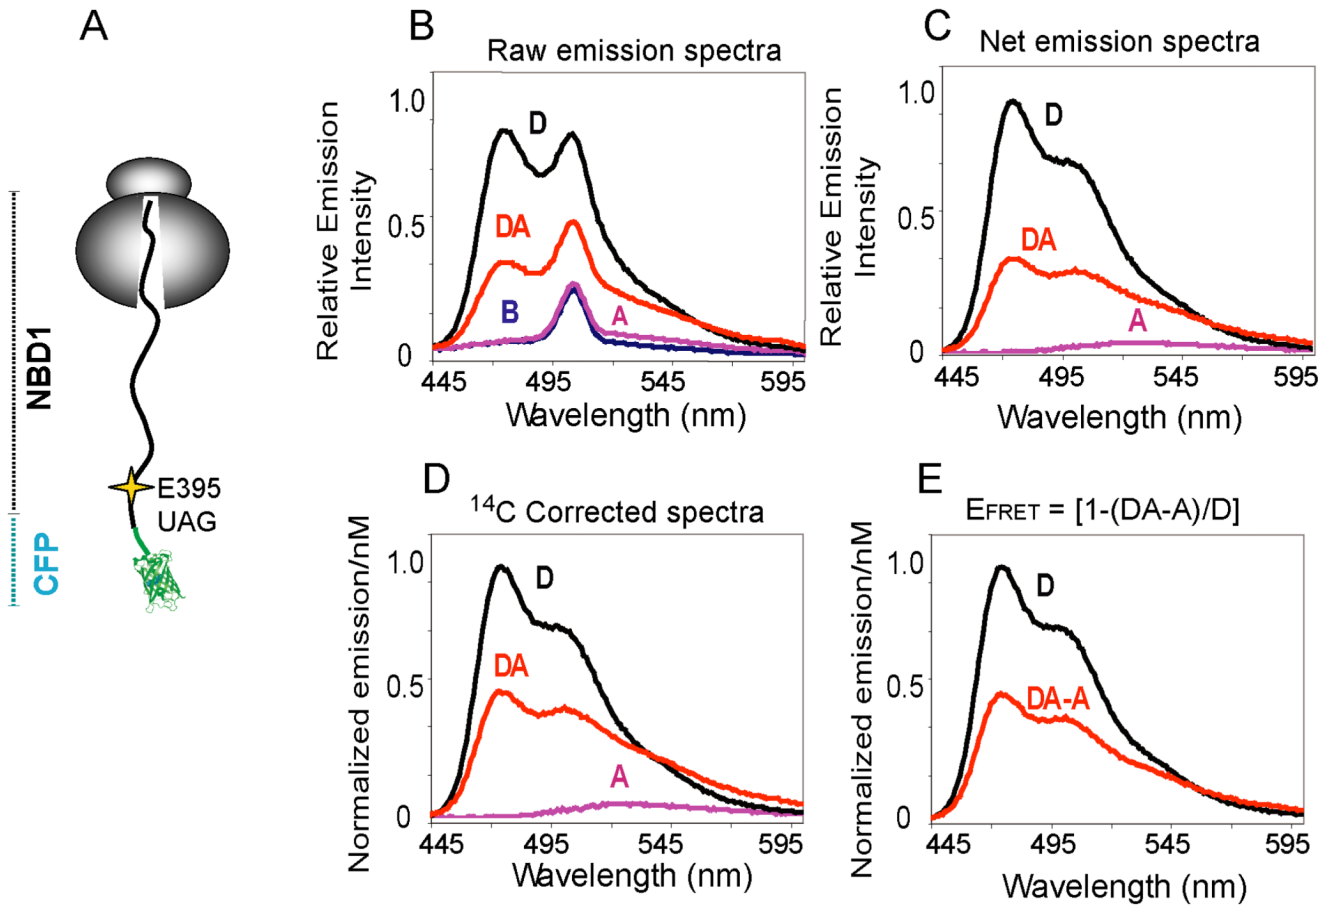 A
NBD1
CFP
E395
UAG
B
Raw emission spectra
Relative Emission
Intensity
1.0
0.5
0
D
DA
B
A
445
495
545
595
Wavelength (nm)
C
Net emission spectra
Relative Emission
Intensity
1.0
0.5
0
D
DA
A
445
495
545
595
Wavelength (nm)
D
14C Corrected spectra
Normalized emission/nM
1.0
0.5
0
D
DA
A
445
495
545
595
Wavelength (nm)
E
EFRET = [1-(DA-A)/D]
Normalized emission/nM
1.0
0.5
0
D
DA-A
445
495
545
595
Wavelength (nm)